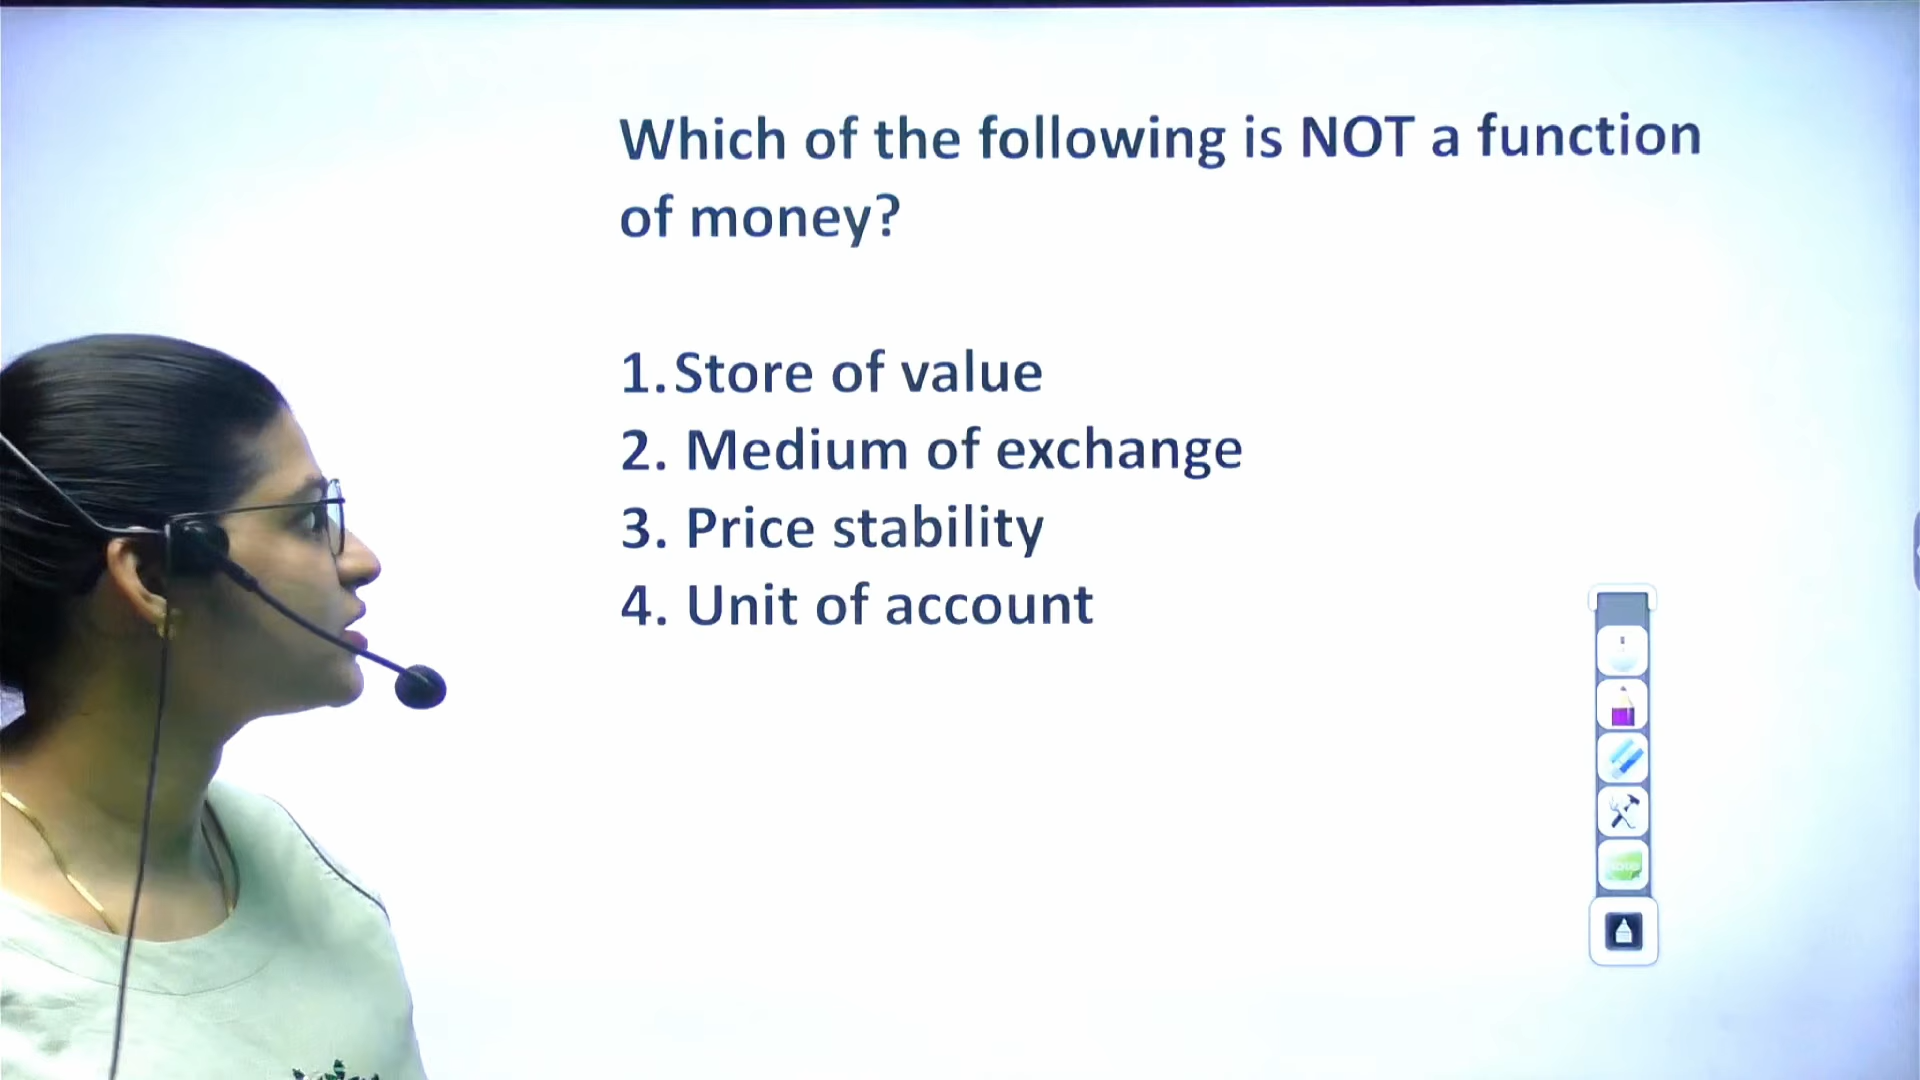 Which of the following is NOT a function
of money?
1. Store of value
2. Medium of exchange
3. Price stability
4. Unit of account